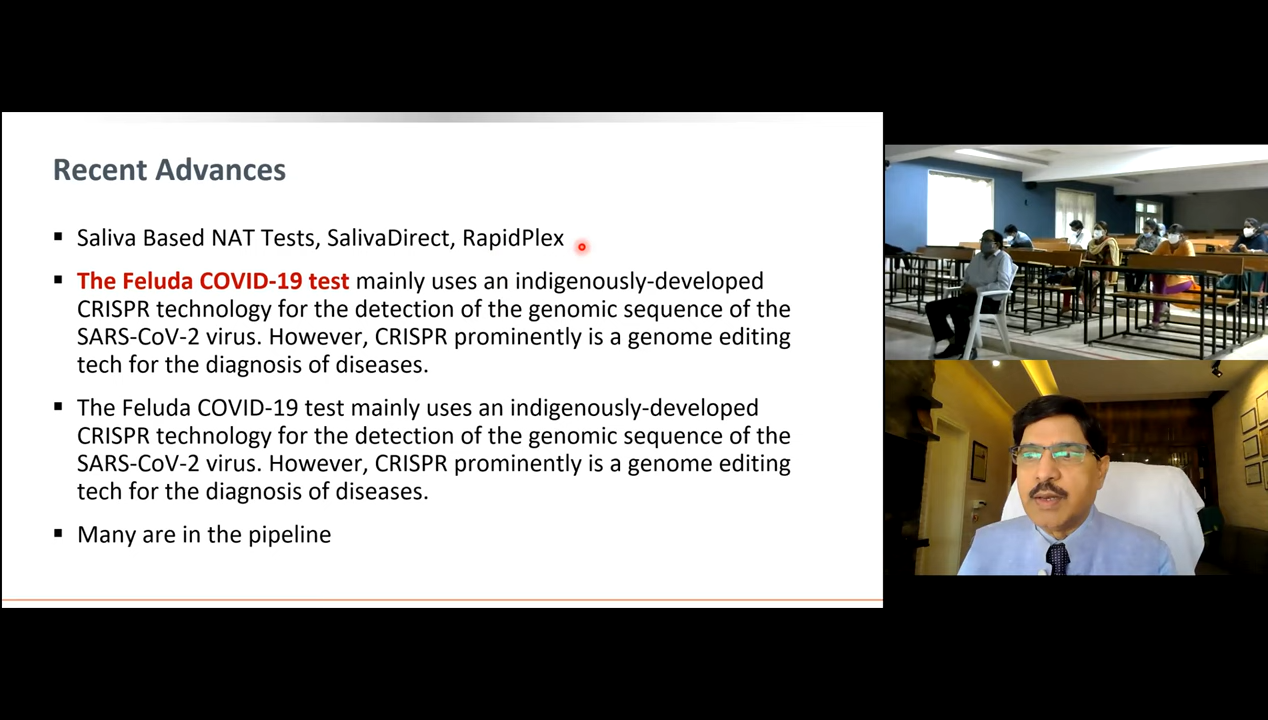 Recent Advances
▪ Saliva Based NAT Tests, SalivaDirect, RapidPlex
▪ The Feluda COVID-19 test mainly uses an indigenously-developed
CRISPR technology for the detection of the genomic sequence of the
SARS-CoV-2 virus. However, CRISPR prominently is a genome editing
tech for the diagnosis of diseases.
▪ The Feluda COVID-19 test mainly uses an indigenously-developed
CRISPR technology for the detection of the genomic sequence of the
SARS-CoV-2 virus. However, CRISPR prominently is a genome editing
tech for the diagnosis of diseases.
▪ Many are in the pipeline